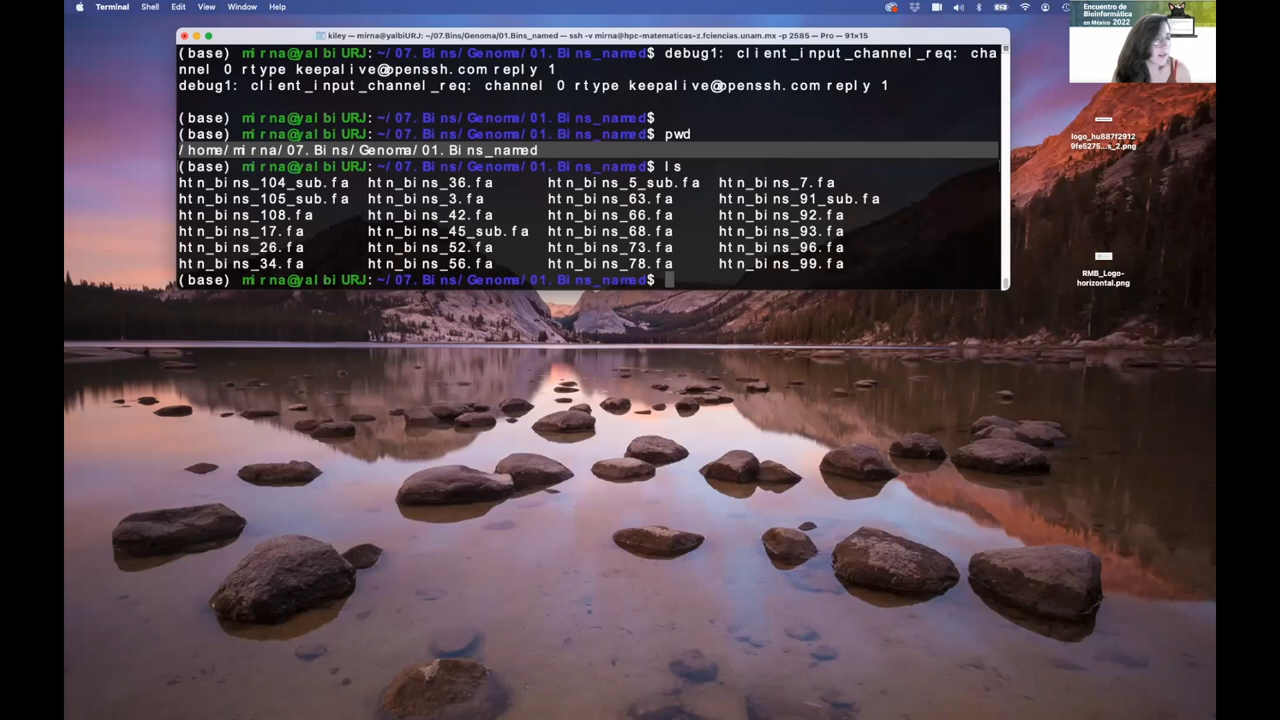 Terminal Shell Edit View Window Help
kiley — mirna@yalbiURJ: ~/07.Bins/Genoma/01.Bins_named — ssh -v mirna@hpc-matematicas-z.fciencias.unam.mx -p 2585 — Pro — 91x15
(base) mirna@yalbiURJ:~/07.Bins/Genoma/01.Bins_named$ debug1: client_input_channel_req: cha
nnel 0 rtype keepalive@openssh.com reply 1
debug1: client_input_channel_req: channel 0 rtype keepalive@openssh.com reply 1
(base) mirna@yalbiURJ:~/07.Bins/Genoma/01.Bins_named$
(base) mirna@yalbiURJ:~/07.Bins/Genoma/01.Bins_named$ pwd
/home/mirna/07.Bins/Genoma/01.Bins_named
(base) mirna@yalbiURJ:~/07.Bins/Genoma/01.Bins_named$ ls
htn_bins_104_sub.fa htn_bins_36.fa htn_bins_5_sub.fa htn_bins_7.fa
htn_bins_105_sub.fa htn_bins_3.fa htn_bins_63.fa htn_bins_91_sub.fa
htn_bins_108.fa htn_bins_42.fa htn_bins_66.fa htn_bins_92.fa
htn_bins_17.fa htn_bins_45_sub.fa htn_bins_68.fa htn_bins_93.fa
htn_bins_26.fa htn_bins_52.fa htn_bins_73.fa htn_bins_96.fa
htn_bins_34.fa htn_bins_56.fa htn_bins_78.fa htn_bins_99.fa
(base) mirna@yalbiURJ:~/07.Bins/Genoma/01.Bins_named$
Encuentro
de Bioinformática
en México 2022
logo_hu887f2912
9fe5275...s_2.png
RMB_Logo-
horizontal.png